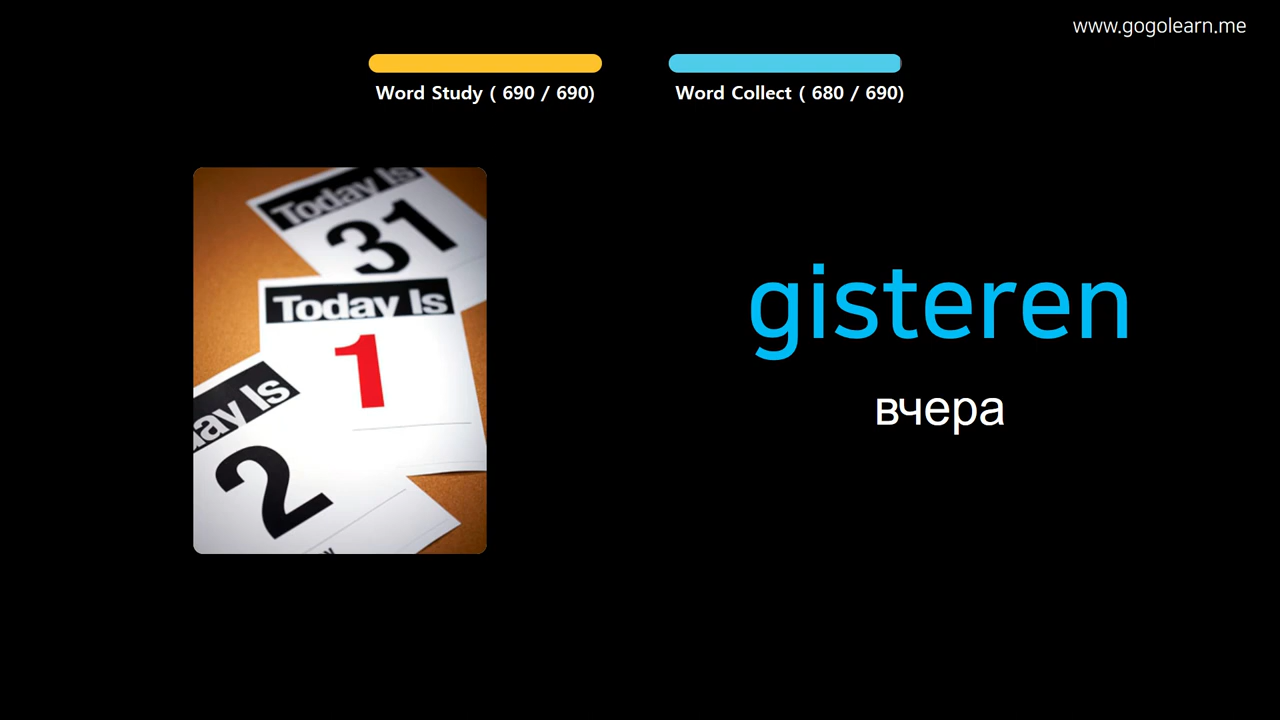 www.gogolearn.me
Word Study ( 690 / 690)
Word Collect ( 680 / 690)
Today Is
31
Today Is
1
ay Is
2
gisteren
вчера